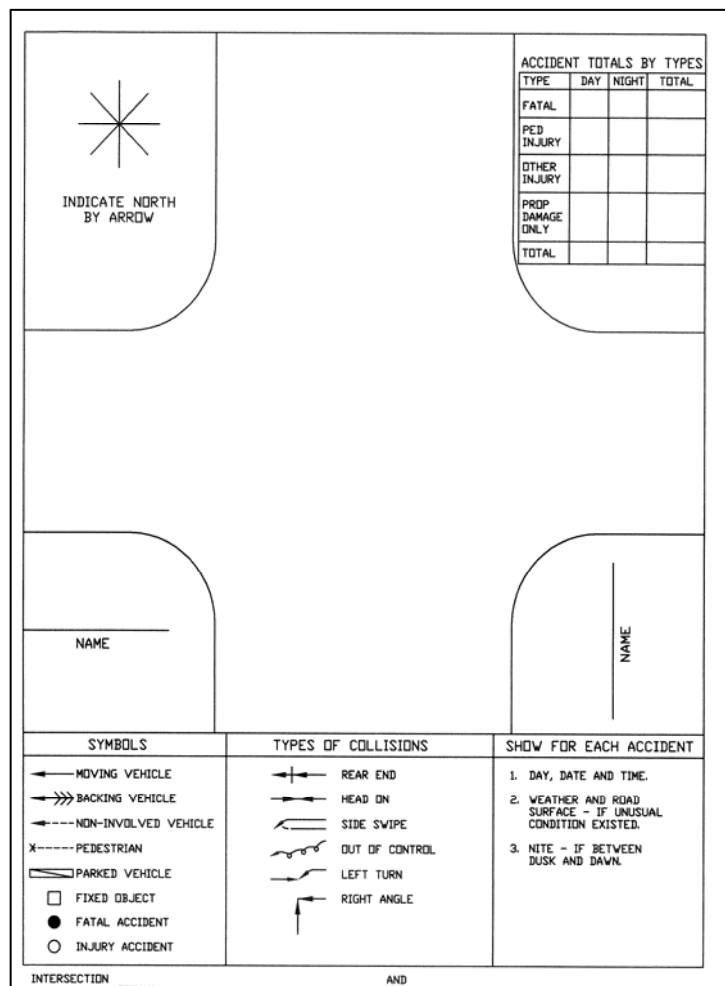 ACCIDENT TOTALS BY TYPES
TYPE DAY NIGHT TOTAL
FATAL
PED
INJURY
OTHER
INJURY
PROP
DAMAGE
ONLY
TOTAL
INDICATE NORTH
BY ARROW
NAME
NAME
SYMBOLS
MOVING VEHICLE
BACKING VEHICLE
NON-INVOLVED VEHICLE
PEDESTRIAN
PARKED VEHICLE
FIXED OBJECT
FATAL ACCIDENT
INJURY ACCIDENT
TYPES OF COLLISIONS
REAR END
HEAD ON
SIDE SWIPE
OUT OF CONTROL
LEFT TURN
RIGHT ANGLE
SHOW FOR EACH ACCIDENT
1. DAY, DATE AND TIME.
2. WEATHER AND ROAD
SURFACE - IF UNUSUAL
CONDITION EXISTED.
3. NITE - IF BETWEEN
DUSK AND DAWN.
INTERSECTION AND